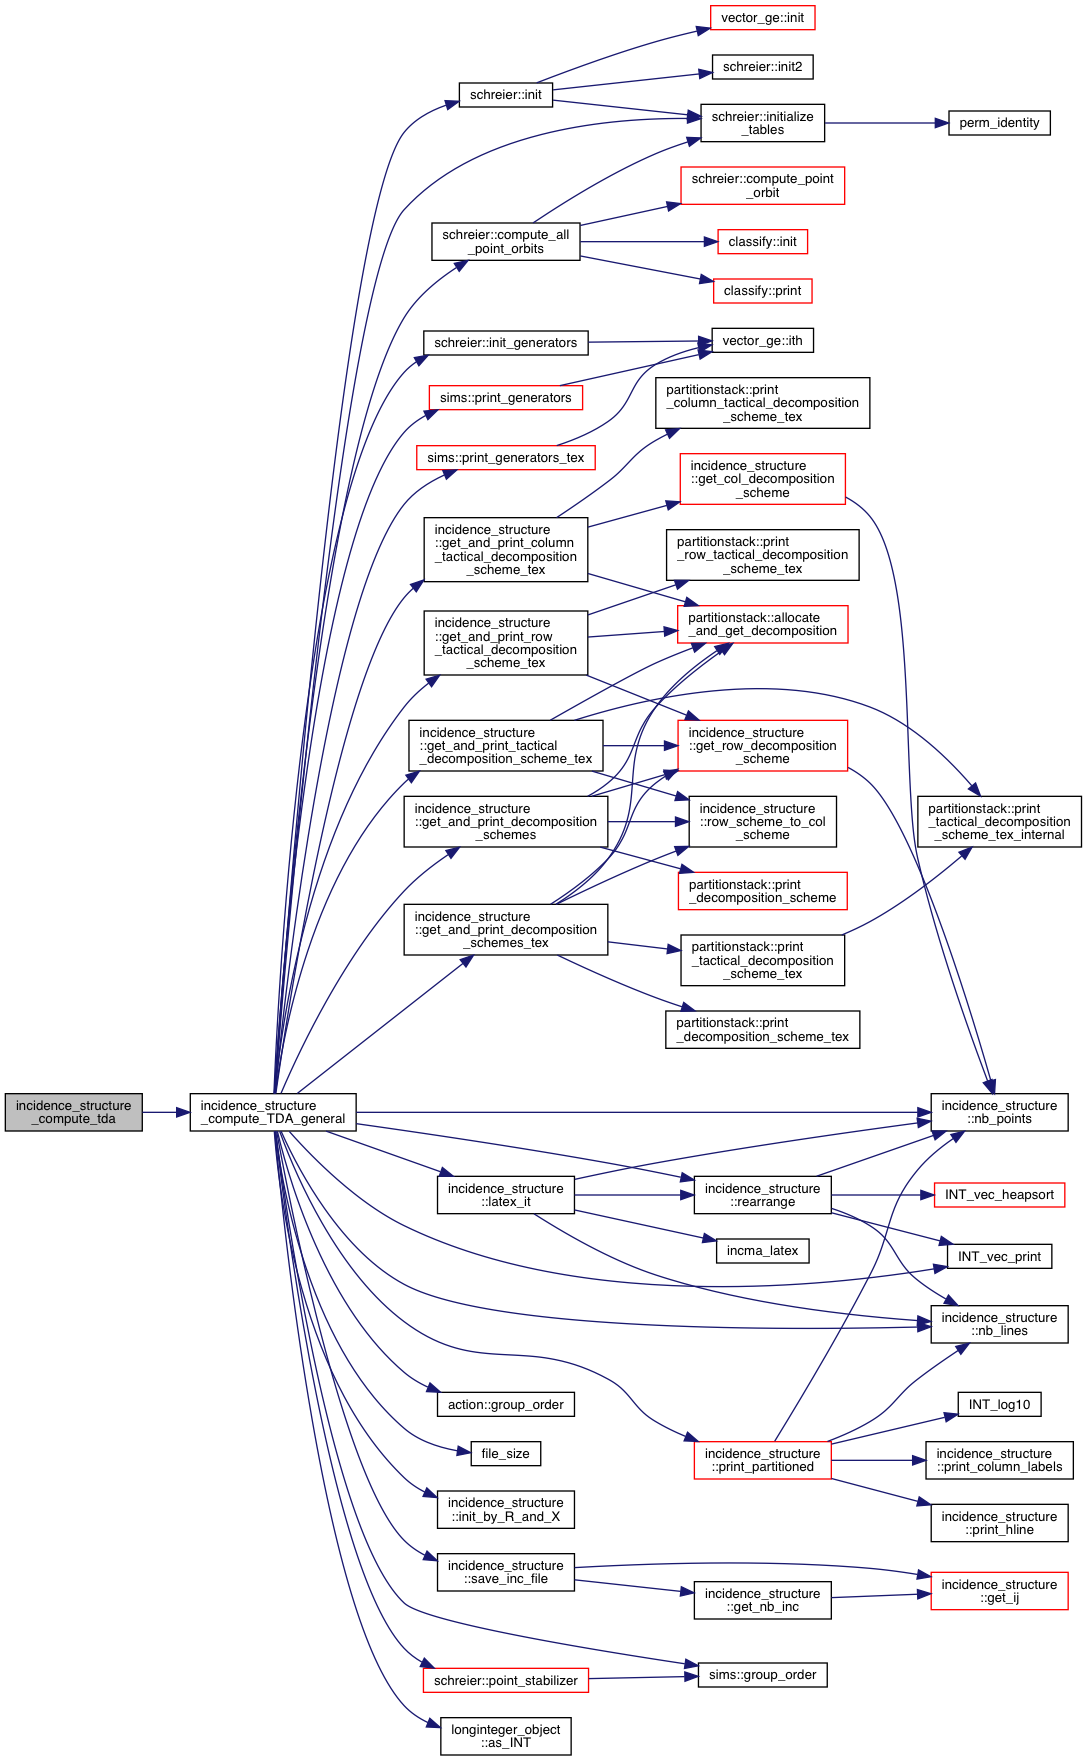 vector_ge::init
schreier::init2
schreier::init
schreier::initialize
_tables
perm_identity
schreier::compute_point
_orbit
schreier::compute_all
_point_orbits
classify::init
classify::print
schreier::init_generators
vector_ge::ith
sims::print_generators
partitionstack::print
_column_tactical_decomposition
_scheme_tex
sims::print_generators_tex
incidence_structure
::get_col_decomposition
_scheme
incidence_structure
::get_and_print_column
_tactical_decomposition
_scheme_tex
partitionstack::print
_row_tactical_decomposition
_scheme_tex
partitionstack::allocate
_and_get_decomposition
incidence_structure
::get_and_print_row
_tactical_decomposition
_scheme_tex
incidence_structure
::get_and_print_tactical
_decomposition_scheme_tex
incidence_structure
::get_row_decomposition
_scheme
incidence_structure
::get_and_print_decomposition
_schemes
incidence_structure
::row_scheme_to_col
_scheme
partitionstack::print
_tactical_decomposition
_scheme_tex_internal
partitionstack::print
_decomposition_scheme
incidence_structure
::get_and_print_decomposition
_schemes_tex
partitionstack::print
_tactical_decomposition
_scheme_tex
partitionstack::print
_decomposition_scheme_tex
incidence_structure
_compute_tda
incidence_structure
_compute_TDA_general
incidence_structure
::nb_points
incidence_structure
::latex_it
incidence_structure
::rearrange
INT_vec_heapsort
incma_latex
INT_vec_print
incidence_structure
::nb_lines
action::group_order
INT_log10
file_size
incidence_structure
::print_partitioned
incidence_structure
::print_column_labels
incidence_structure
::init_by_R_and_X
incidence_structure
::print_hline
incidence_structure
::save_inc_file
incidence_structure
::get_nb_inc
incidence_structure
::get_ij
schreier::point_stabilizer
sims::group_order
longinteger_object
::as_INT